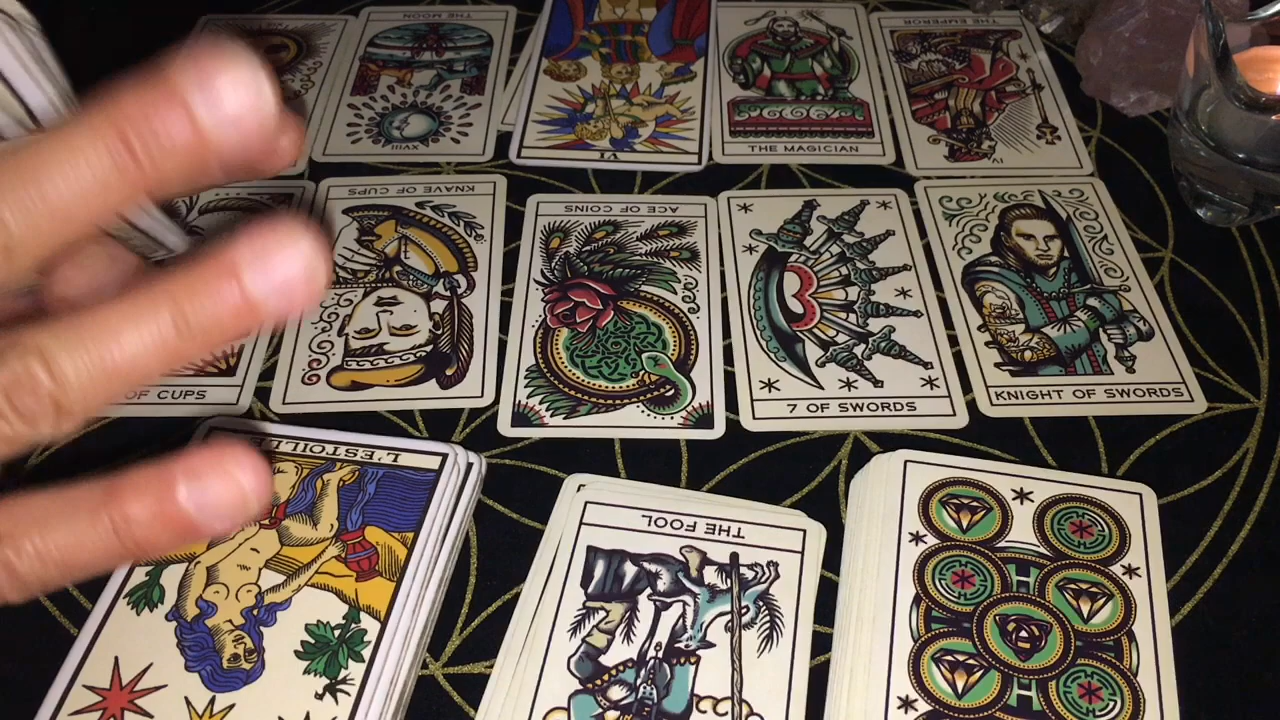 THE MOON
XVIII
VI
I
THE MAGICIAN
THE EMPEROR
IV
OF CUPS
KNAVE OF CUPS
ACE OF COINS
7 OF SWORDS
KNIGHT OF SWORDS
L'ESTOILLE
THE FOOL